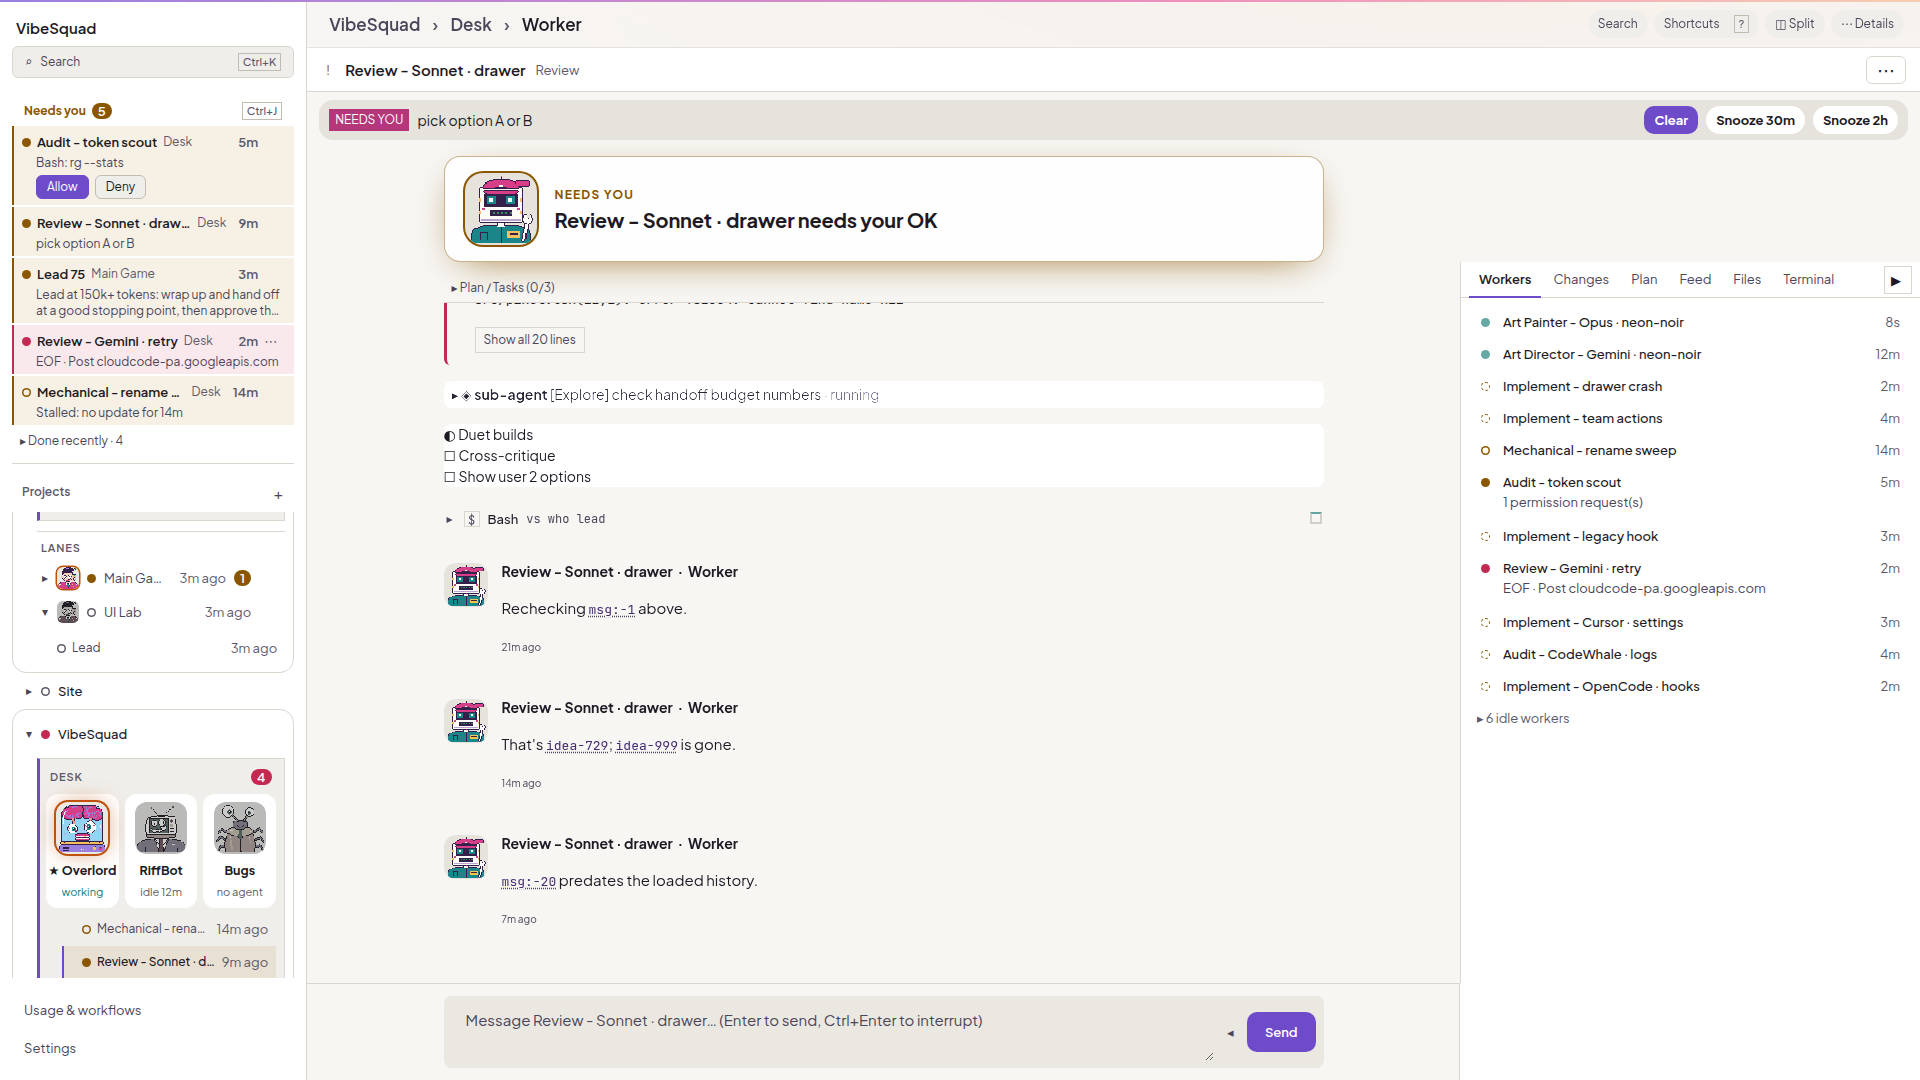 VibeSquad
Search Ctrl+K
Needs you 5 Ctrl+J
Audit - token scout Desk 5m
Bash: rg --stats
Allow Deny
Review - Sonnet · draw... Desk 9m
pick option A or B
Lead 75 Main Game 3m
Lead at 150k+ tokens: wrap up and hand off
at a good stopping point, then approve th...
Review - Gemini · retry Desk 2m ···
EOF · Post cloudcode-pa.googleapis.com
Mechanical - rename ... Desk 14m
Stalled: no update for 14m
▸ Done recently · 4
Projects +
LANES
▸ Main Ga... 3m ago 1
▾ UI Lab 3m ago
Lead 3m ago
▸ Site
▾ VibeSquad
DESK 4
★ Overlord RiffBot Bugs
working idle 12m no agent
Mechanical - rena... 14m ago
Review - Sonnet · d... 9m ago
Usage & workflows
Settings
VibeSquad › Desk › Worker
Search Shortcuts ? Split ··· Details
! Review - Sonnet · drawer Review ···
NEEDS YOU pick option A or B Clear Snooze 30m Snooze 2h
NEEDS YOU
Review - Sonnet · drawer needs your OK
▸ Plan / Tasks (0/3)
Show all 20 lines
▸ ◈ sub-agent [Explore] check handoff budget numbers · running
◐ Duet builds
☐ Cross-critique
☐ Show user 2 options
▸ $ Bash vs who lead
Review - Sonnet · drawer · Worker
Rechecking msg:-1 above.
21m ago
Review - Sonnet · drawer · Worker
That's idea-729; idea-999 is gone.
14m ago
Review - Sonnet · drawer · Worker
msg:-20 predates the loaded history.
7m ago
Message Review - Sonnet · drawer... (Enter to send, Ctrl+Enter to interrupt)
◂ Send
Workers Changes Plan Feed Files Terminal ▶
Art Painter - Opus · neon-noir 8s
Art Director - Gemini · neon-noir 12m
Implement - drawer crash 2m
Implement - team actions 4m
Mechanical - rename sweep 14m
Audit - token scout 5m
1 permission request(s)
Implement - legacy hook 3m
Review - Gemini · retry 2m
EOF · Post cloudcode-pa.googleapis.com
Implement - Cursor · settings 3m
Audit - CodeWhale · logs 4m
Implement - OpenCode · hooks 2m
▸ 6 idle workers